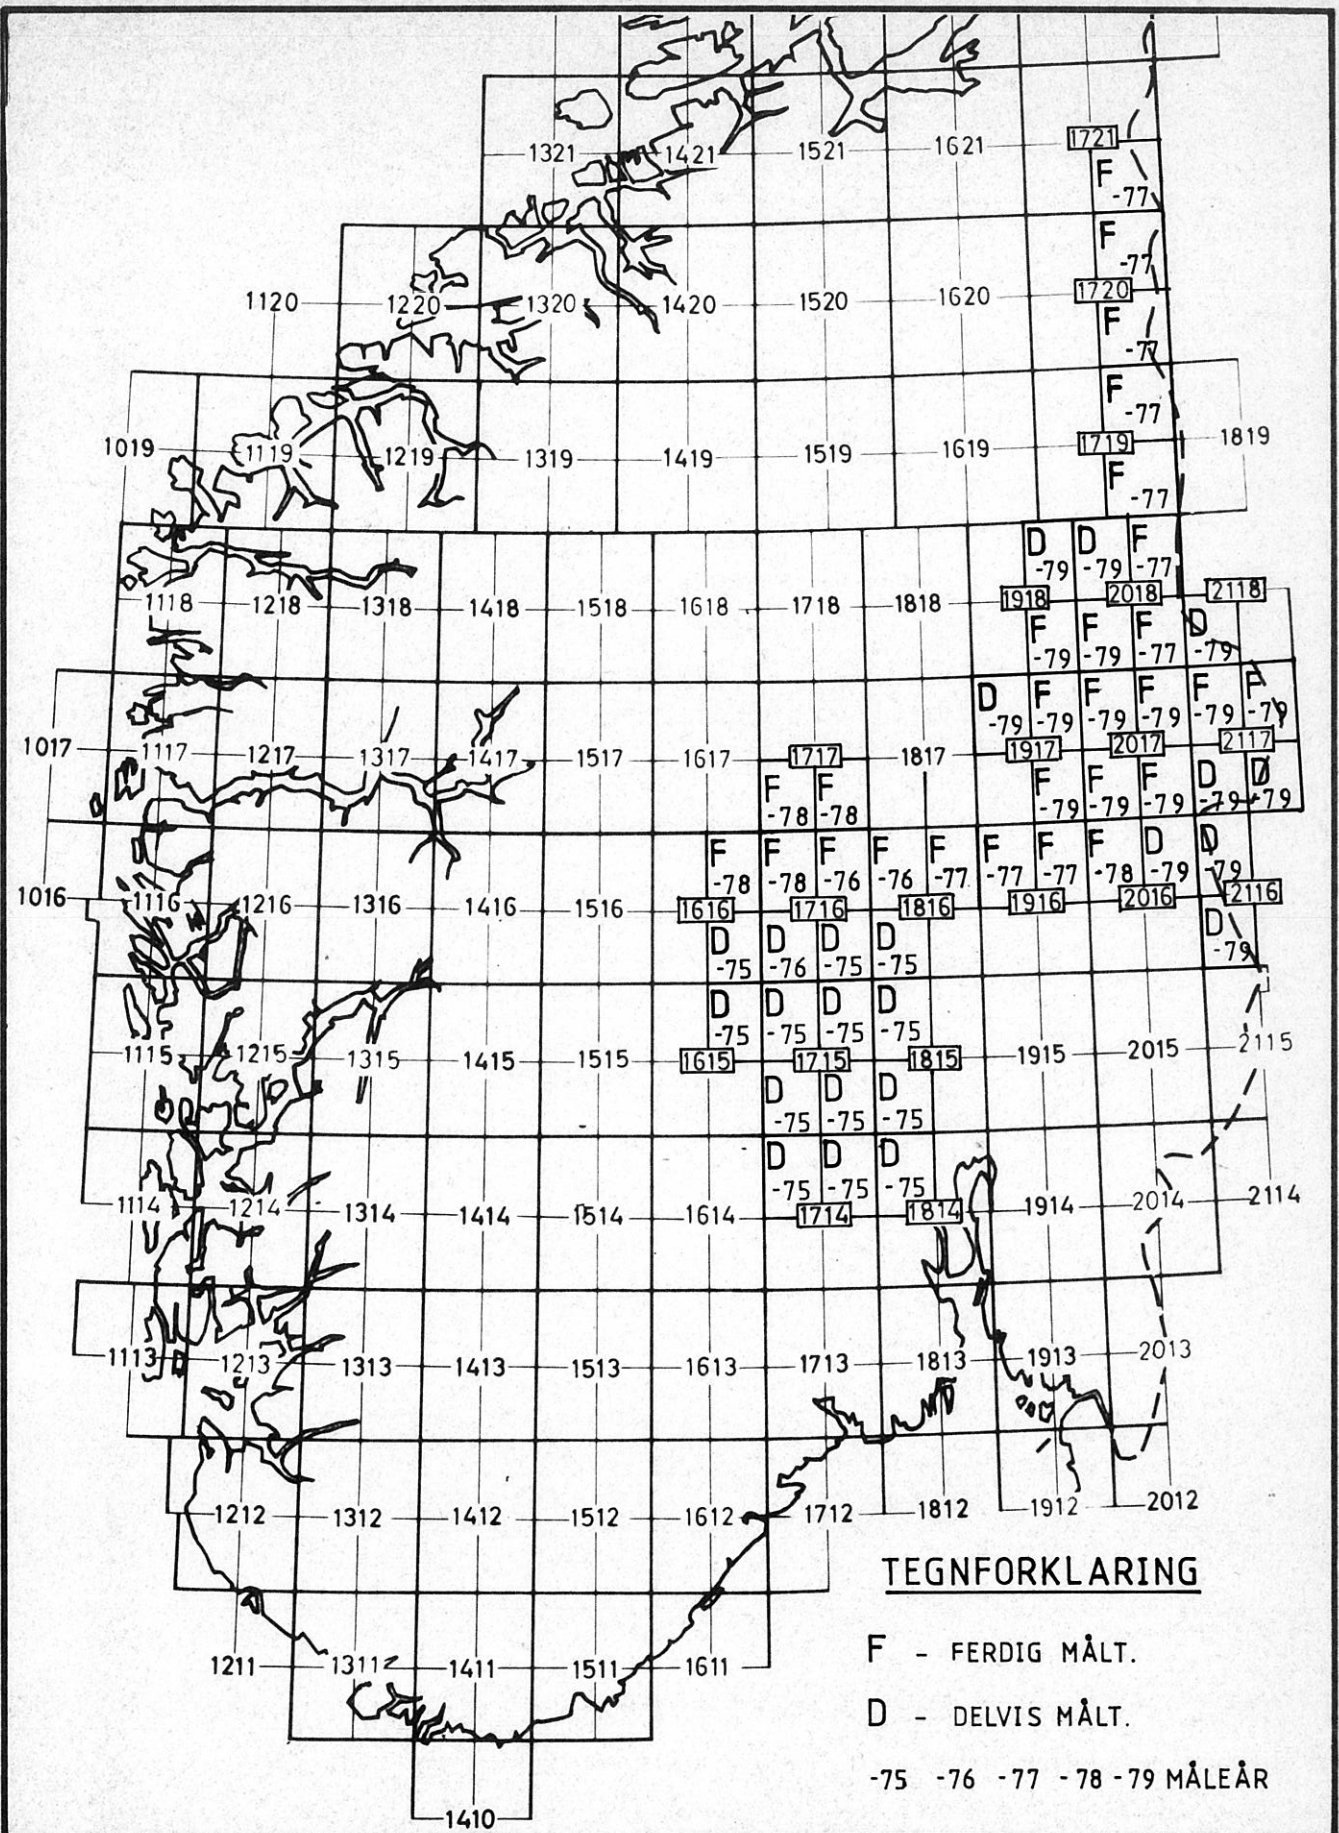 1321 1421 1521 1621 1721
F
-77
F
-77
1120 1220 1320 1420 1520 1620 1720
F
-77
F
-77
1019 1119 1219 1319 1419 1519 1619 1719 1819
F
-77
D D F
-79 -79 -77
1118 1218 1318 1418 1518 1618 1718 1818 1918 2018 2118
F F F D
-79 -79 -77 -79
D F F F F F
-79 -79 -79 -79 -79 -79
1017 1117 1217 1317 1417 1517 1617 1717 1817 1917 2017 2117
F F F F F D D
-78 -78 -79 -79 -79 -79 -79
F F F F F F F F D D
-78 -78 -76 -76 -77 -77 -77 -78 -79 -79
1016 1116 1216 1316 1416 1516 1616 1716 1816 1916 2016 2116
D D D D D
-75 -76 -75 -75 -79
D D D D
-75 -75 -75 -75
1115 1215 1315 1415 1515 1615 1715 1815 1915 2015 2115
D D D
-75 -75 -75
D D D
-75 -75 -75
1114 1214 1314 1414 1514 1614 1714 1814 1914 2014 2114
1113 1213 1313 1413 1513 1613 1713 1813 1913 2013
1212 1312 1412 1512 1612 1712 1812 1912 2012
TEGNFORKLARING
1211 1311 1411 1511 1611
F - FERDIG MÅLT.
D - DELVIS MÅLT.
-75 -76 -77 -78 -79 MÅLEÅR
1410